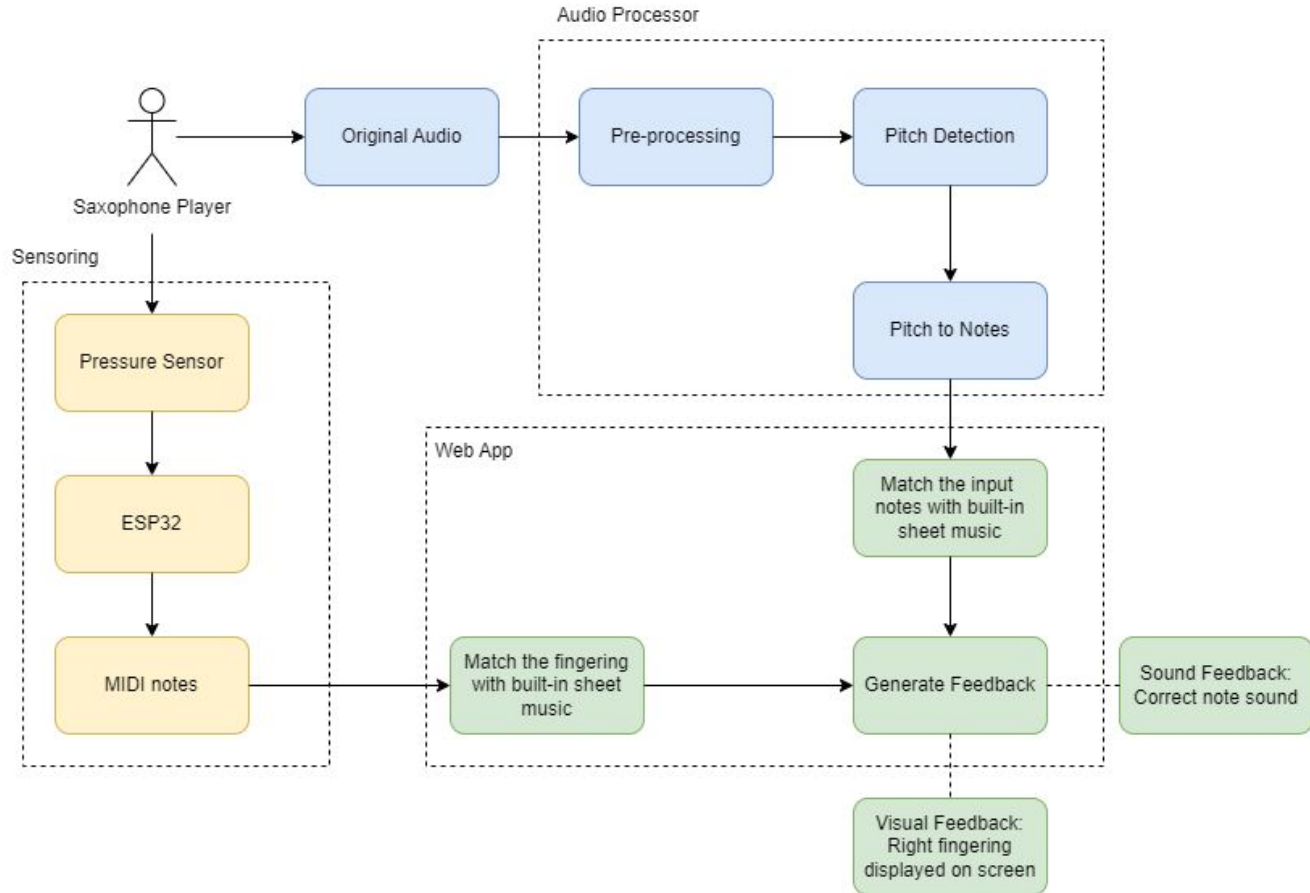 Audio Processor
Original Audio
Pre-processing
Pitch Detection
Saxophone Player
Sensoring
Pitch to Notes
Pressure Sensor
Web App
Match the input
notes with built-in
sheet music
ESP32
MIDI notes
Match the fingering
with built-in sheet
music
Generate Feedback
Sound Feedback:
Correct note sound
Visual Feedback:
Right fingering
displayed on screen